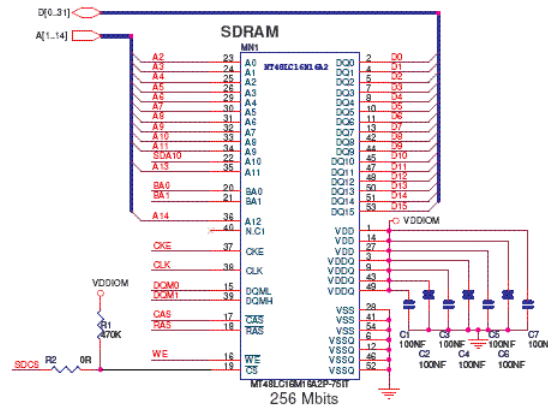 D[0..31]
A[1..14]
SDRAM
MN1
MT48LC16M16A2
A2 23 A0 DQ0 2 D0
A3 24 A1 DQ1 4 D1
A4 25 A2 DQ2 5 D2
A5 26 A3 DQ3 7 D3
A6 29 A4 DQ4 8 D4
A7 30 A5 DQ5 10 D5
A8 31 A6 DQ6 11 D6
A9 32 A7 DQ7 13 D7
A10 33 A8 DQ8 42 D8
A11 34 A9 DQ9 44 D9
SDA10 22 A10 DQ10 45 D10
A13 35 A11 DQ11 47 D11
DQ12 48 D12
BA0 20 BA0 DQ13 50 D13
BA1 21 BA1 DQ14 51 D14
DQ15 53 D15
A14 36 A12
40 N.C1
VDDIOM
VDD 1
VDD 14
CKE 37 CKE VDD 27
VDDQ 3
CLK 38 CLK VDDQ 9
VDDQ 43
DQM0 15 DQML VDDQ 49
DQM1 39 DQMH
VDDIOM
CAS 17 CAS VSS 28
RAS 18 RAS VSS 41
VSS 54
VSSQ 6
VSSQ 12
WE 16 WE VSSQ 46
19 CS VSSQ 52
R1
470K
SDCS R2 0R
C1 C3 C5 C7
100NF 100NF 100NF 100NF
C2 C4 C6
100NF 100NF 100NF
MT48LC16M16A2P-75IT
256 Mbits